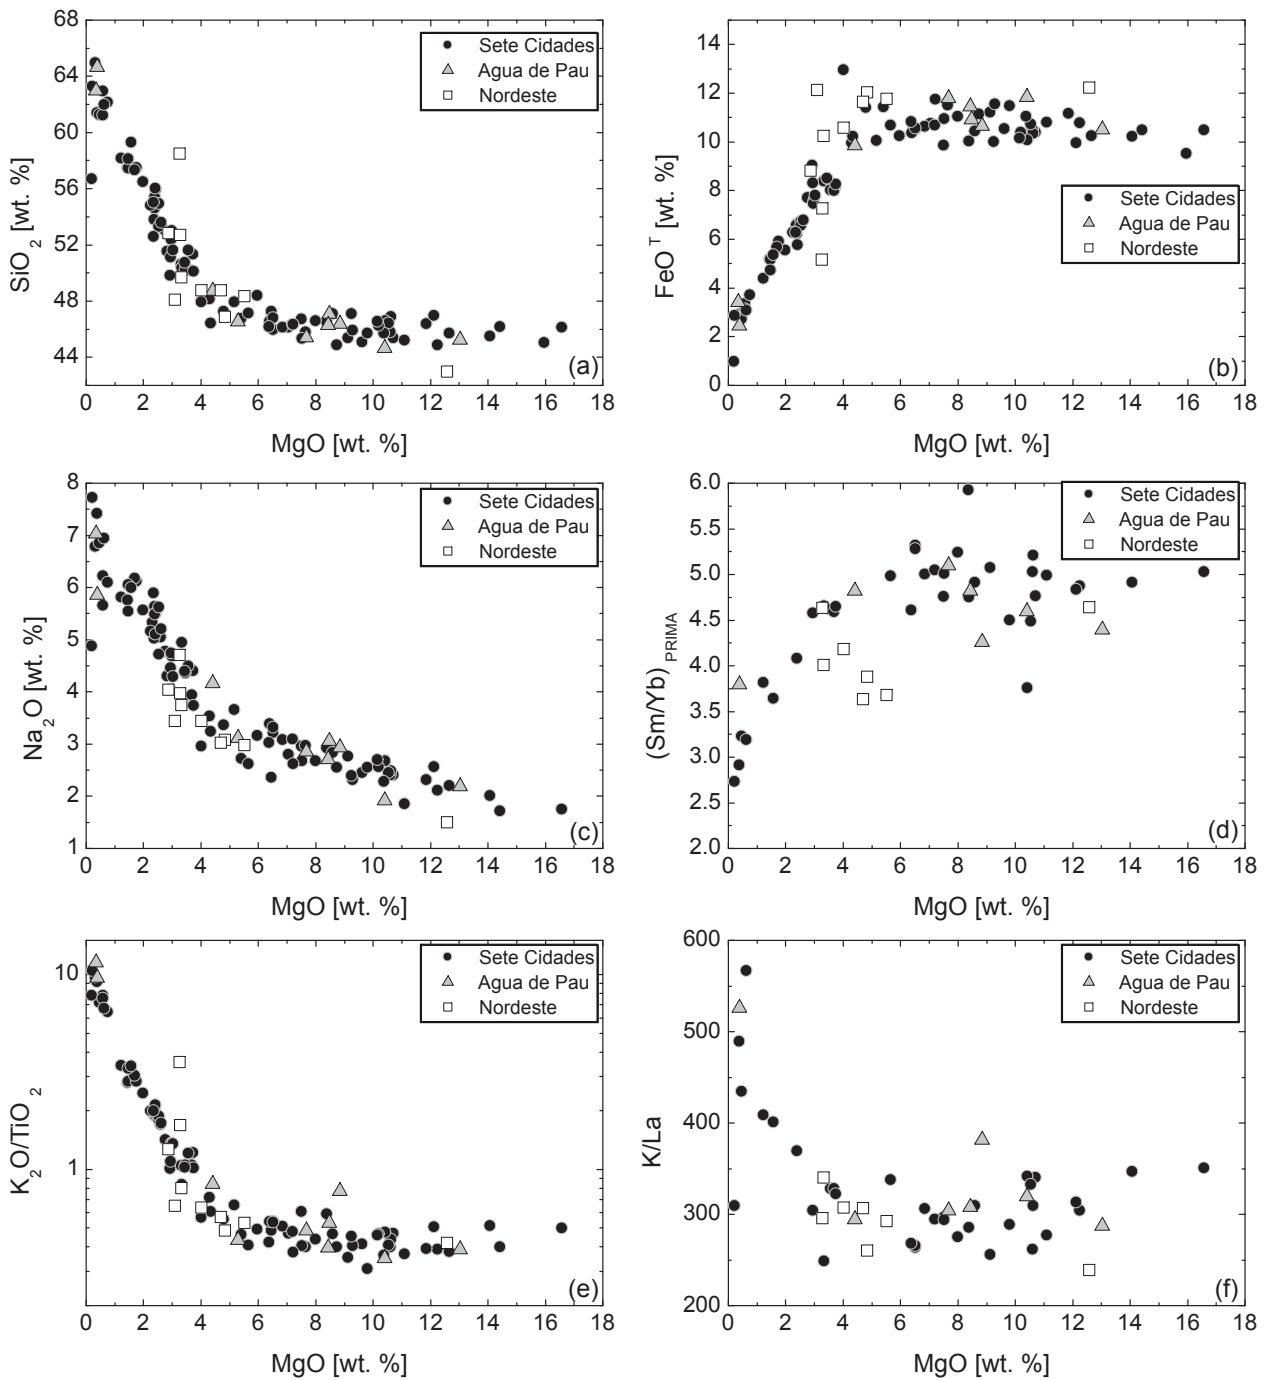 68
64
60
56
52
48
44
SiO2 [wt. %]
Sete Cidades
Agua de Pau
Nordeste
(a)
0 2 4 6 8 10 12 14 16 18
MgO [wt. %]
14
12
10
8
6
4
2
0
FeO T [wt. %]
Sete Cidades
Agua de Pau
Nordeste
(b)
0 2 4 6 8 10 12 14 16 18
MgO [wt. %]
8
7
6
5
4
3
2
1
Na2O [wt. %]
Sete Cidades
Agua de Pau
Nordeste
(c)
0 2 4 6 8 10 12 14 16 18
MgO [wt. %]
6.0
5.5
5.0
4.5
4.0
3.5
3.0
2.5
2.0
(Sm/Yb)PRIMA
Sete Cidades
Agua de Pau
Nordeste
(d)
0 2 4 6 8 10 12 14 16 18
MgO [wt. %]
10
1
K2O/TiO2
Sete Cidades
Agua de Pau
Nordeste
(e)
0 2 4 6 8 10 12 14 16 18
MgO [wt. %]
600
500
400
300
200
K/La
Sete Cidades
Agua de Pau
Nordeste
(f)
0 2 4 6 8 10 12 14 16 18
MgO [wt. %]